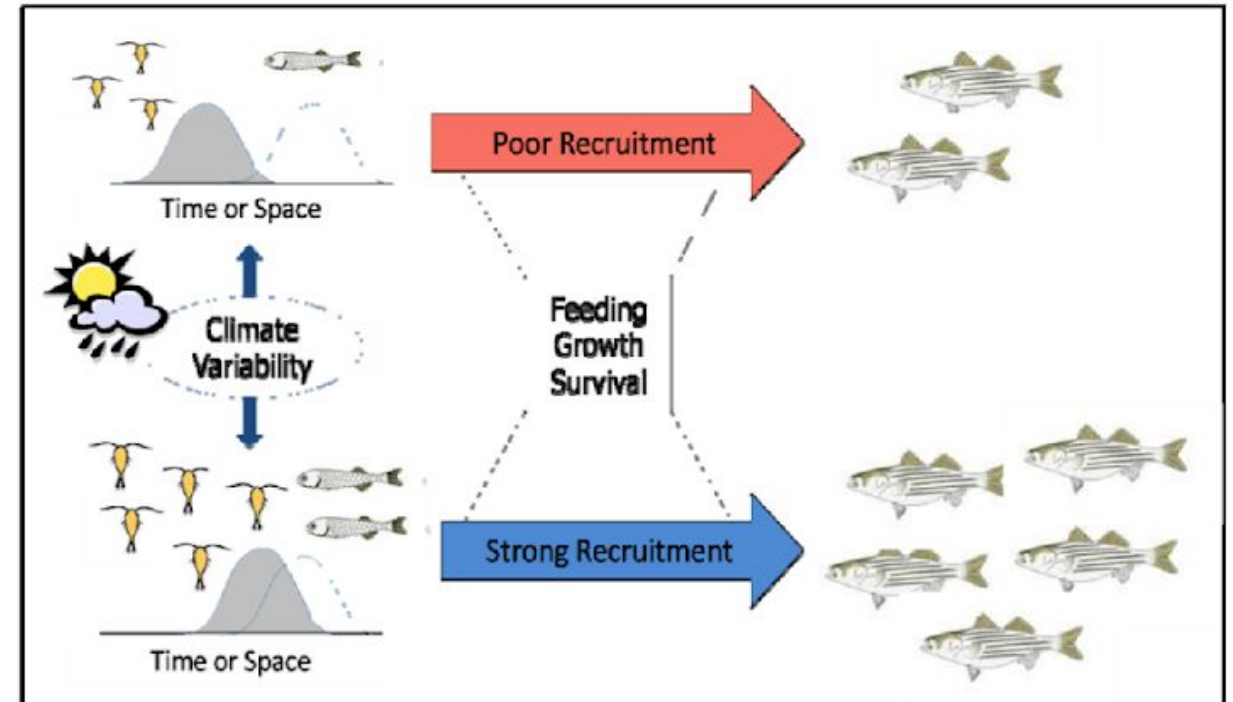 Poor Recruitment
Time or Space
Climate
Variability
Feeding
Growth
Survival
Strong Recruitment
Time or Space